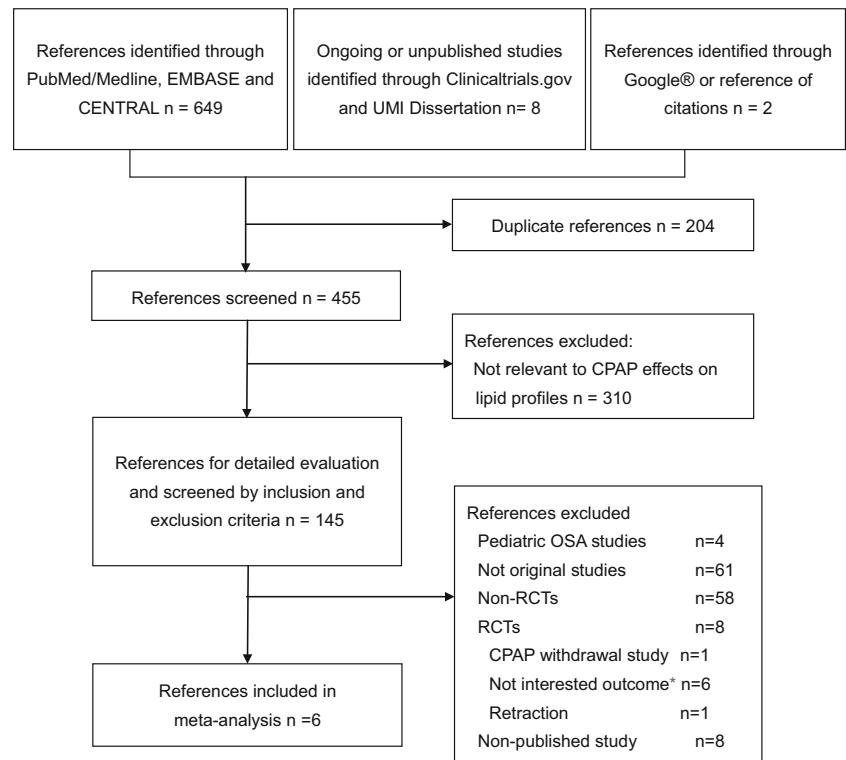 References identified through
PubMed/Medline, EMBASE and
CENTRAL n = 649
Ongoing or unpublished studies
identified through Clinicaltrials.gov
and UMI Dissertation n= 8
References identified through
Google® or reference of
citations n = 2
Duplicate references n = 204
References screened n = 455
References excluded:
Not relevant to CPAP effects on
lipid profiles n = 310
References for detailed evaluation
and screened by inclusion and
exclusion criteria n = 145
References excluded
Pediatric OSA studies n=4
Not original studies n=61
Non-RCTs n=58
RCTs n=8
CPAP withdrawal study n=1
Not interested outcome* n=6
Retraction n=1
Non-published study n=8
References included in
meta-analysis n =6